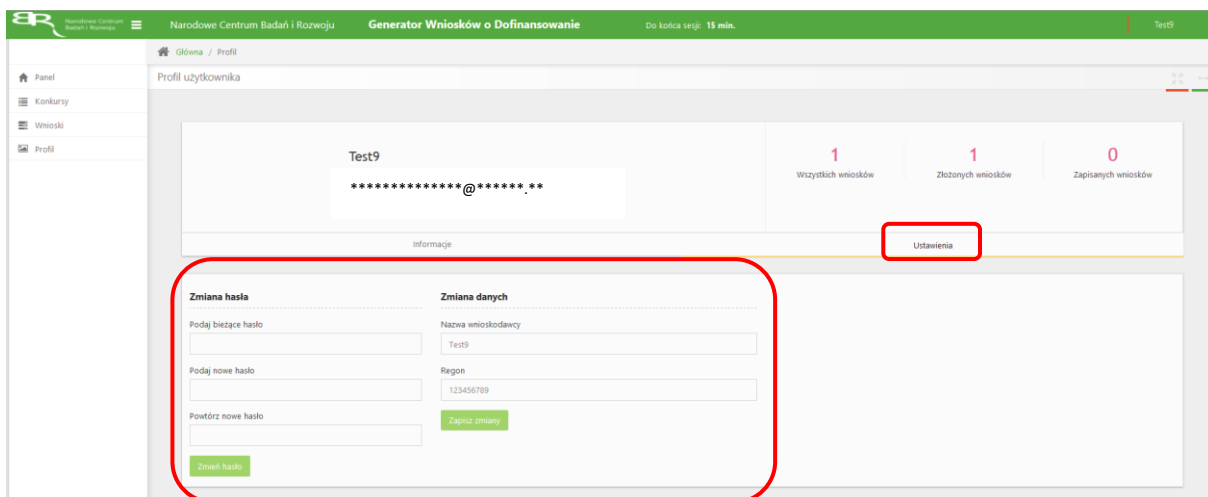 BR Narodowe Centrum Badań i Rozwoju
Narodowe Centrum Badań i Rozwoju Generator Wniosków o Dofinansowanie Do końca sesji: 15 min. Test9
Główna / Profil
Panel
Konkursy
Wnioski
Profil
Profil użytkownika
Test9
**************@******.**
1 1 0
Wszystkich wniosków Złożonych wniosków Zapisanych wniosków
Informacje Ustawienia
Zmiana hasła
Podaj bieżące hasło
Podaj nowe hasło
Powtórz nowe hasło
Zmień hasło
Zmiana danych
Nazwa wnioskodawcy
Test9
Regon
123456789
Zapisz zmiany